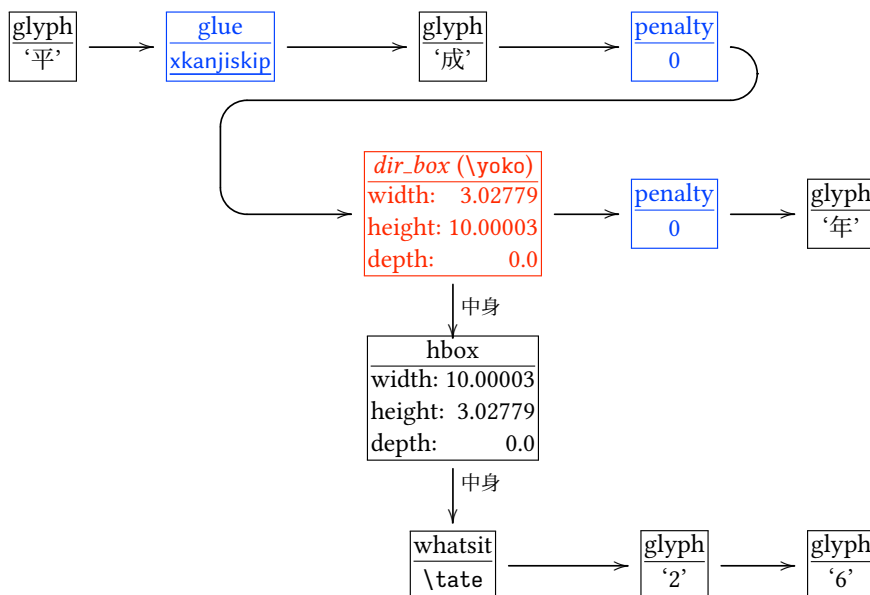 glyph
‘平’
glue
xkanjiskip
glyph
‘成’
penalty
0
dir_box (\yoko)
width: 3.02779
height: 10.00003
depth: 0.0
penalty
0
glyph
‘年’
中身
hbox
width: 10.00003
height: 3.02779
depth: 0.0
中身
whatsit
\tate
glyph
‘2’
glyph
‘6’